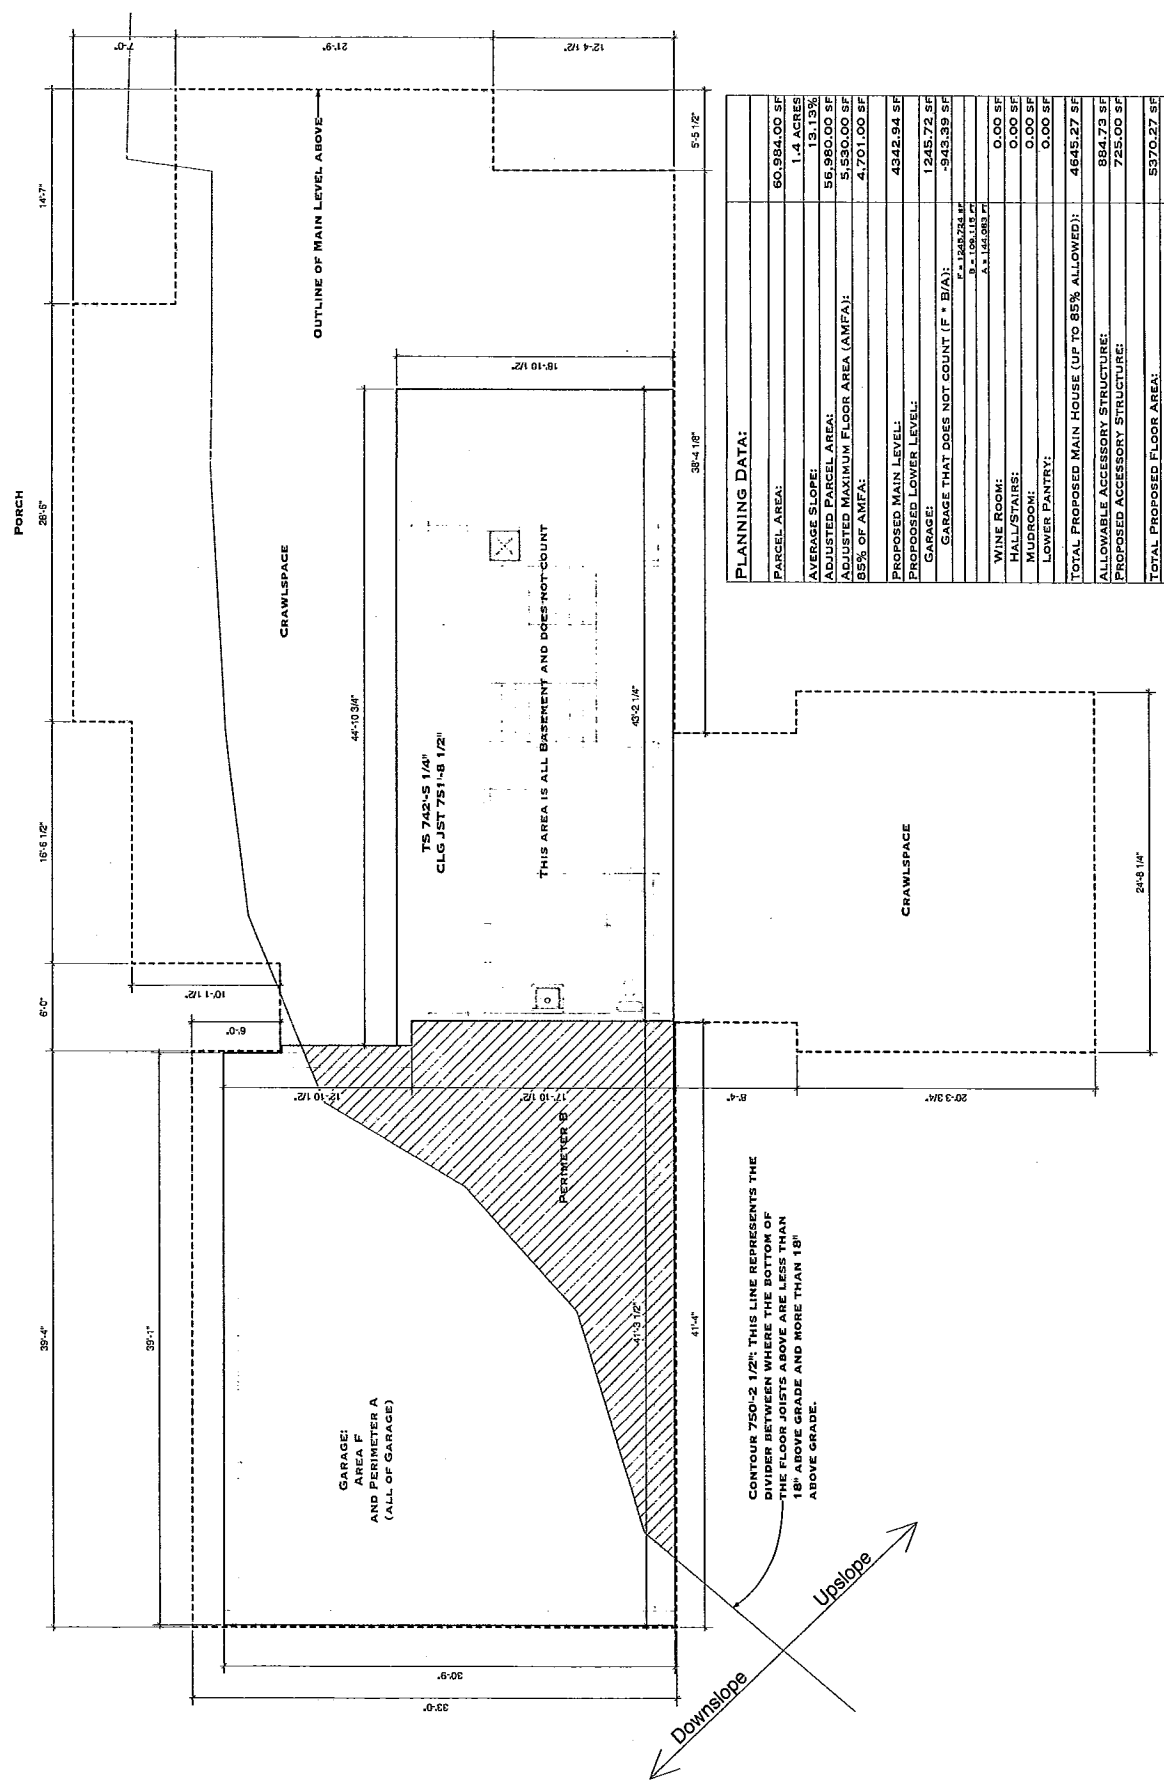 PORCH
14'-7"
28'-6"
16'-6 1/2"
6'-0"
39'-4"
39'-1"
7'-0"
21'-9"
12'-4 1/2"
5'-5 1/2"
OUTLINE OF MAIN LEVEL ABOVE
18'-10 1/2"
38'-4 1/8"
CRAWLSPACE
44'-10 3/4"
TS 742'-5 1/4"
CLG JST 751'-8 1/2"
THIS AREA IS ALL BASEMENT AND DOES NOT COUNT
43'-2 1/4"
10'-1 1/2"
6'-0"
12'-10 1/2"
17'-10 1/2"
8'-4"
20'-3/4"
CRAWLSPACE
24'-8 1/4"
PERIMETER B
41'-3 1/2"
41'-4"
GARAGE:
AREA F
AND PERIMETER A
(ALL OF GARAGE)
30'-9"
33'-0"
CONTOUR 750'-2 1/2": THIS LINE REPRESENTS THE
DIVIDER BETWEEN WHERE THE BOTTOM OF
THE FLOOR JOISTS ABOVE ARE LESS THAN
18" ABOVE GRADE AND MORE THAN 18"
ABOVE GRADE.
Upslope
Downslope
PLANNING DATA:
PARCEL AREA: 60,984.00 SF
1.4 ACRES
AVERAGE SLOPE: 13.13%
ADJUSTED PARCEL AREA: 56,980.00 SF
ADJUSTED MAXIMUM FLOOR AREA (AMFA): 5,530.00 SF
85% OF AMFA: 4,701.00 SF
PROPOSED MAIN LEVEL: 4342.94 SF
PROPOSED LOWER LEVEL:
GARAGE: 1245.72 SF
GARAGE THAT DOES NOT COUNT (F * B/A): -943.39 SF
F = 1245.724 SF
B = 109.115 FT
A = 144.083 FT
WINE ROOM: 0.00 SF
HALL/STAIRS: 0.00 SF
MUDROOM: 0.00 SF
LOWER PANTRY: 0.00 SF
TOTAL PROPOSED MAIN HOUSE (UP TO 85% ALLOWED): 4645.27 SF
ALLOWABLE ACCESSORY STRUCTURE: 884.73 SF
PROPOSED ACCESSORY STRUCTURE: 725.00 SF
TOTAL PROPOSED FLOOR AREA: 5370.27 SF